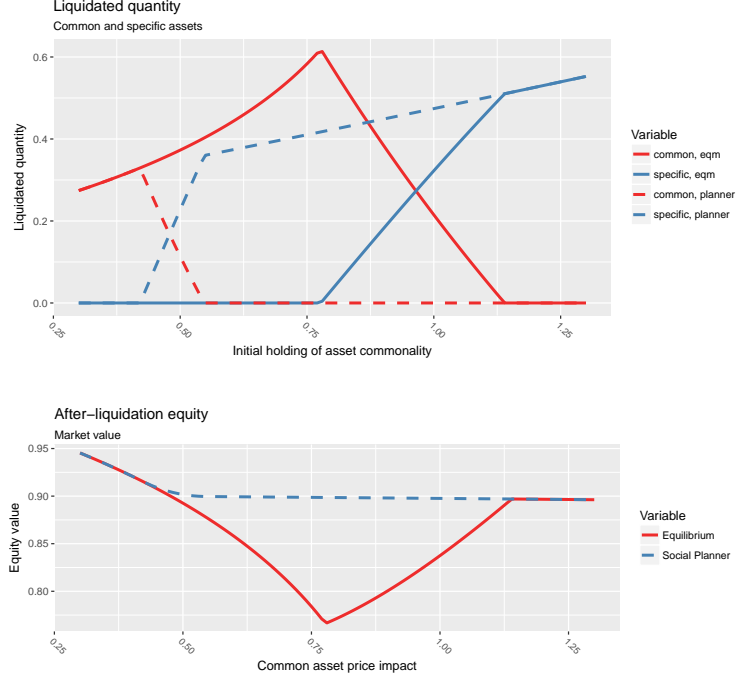 Liquidated quantity
Common and specific assets
0.6
0.4
0.2
0.0
Liquidated quantity
0.25
0.50
0.75
1.00
1.25
Initial holding of asset commonality
Variable
common, eqm
specific, eqm
common, planner
specific, planner
After−liquidation equity
Market value
0.95
0.90
0.85
0.80
Equity value
0.25
0.50
0.75
1.00
1.25
Common asset price impact
Variable
Equilibrium
Social Planner